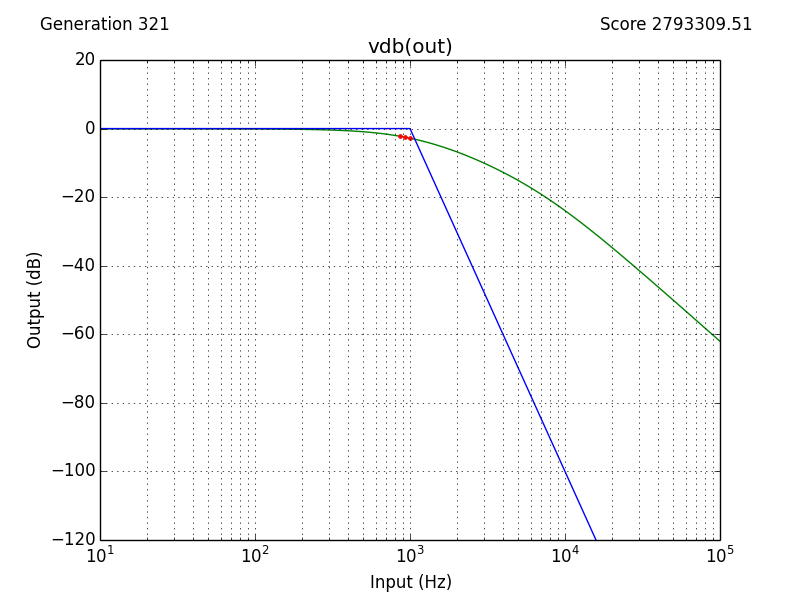 Generation 321
Score 2793309.51
vdb(out)
20
0
−20
−40
−60
−80
−100
−120
Output (dB)
10^1
10^2
10^3
10^4
10^5
Input (Hz)